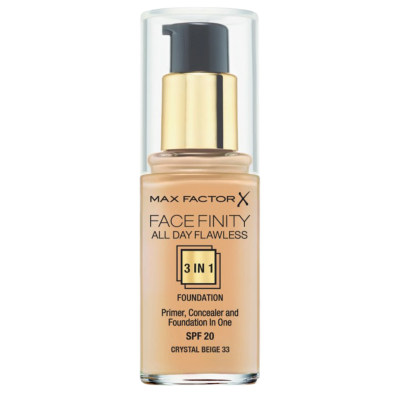 MAX FACTOR X
FACE FINITY
ALL DAY FLAWLESS
3 IN 1
FOUNDATION
Primer, Concealer and
Foundation In One
SPF 20
CRYSTAL BEIGE 33